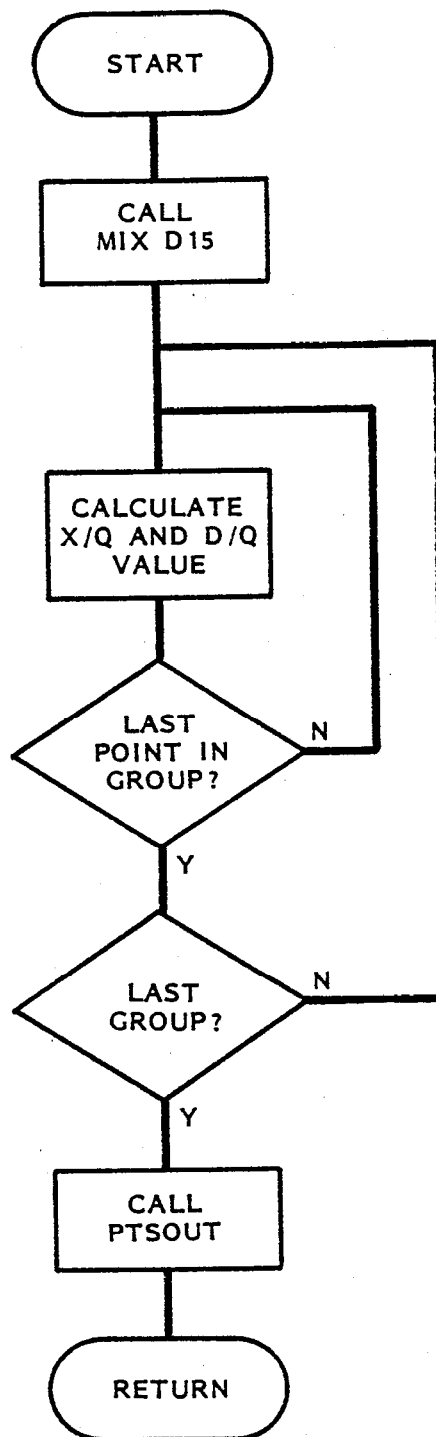 START
CALL
MIX D15
CALCULATE
X/Q AND D/Q
VALUE
LAST
POINT IN
GROUP?
N
Y
LAST
GROUP?
N
Y
CALL
PTSOUT
RETURN